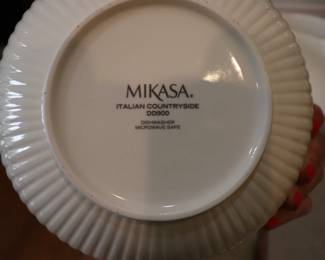 MIKASA®
ITALIAN COUNTRYSIDE
DD900
DISHWASHER
MICROWAVE SAFE